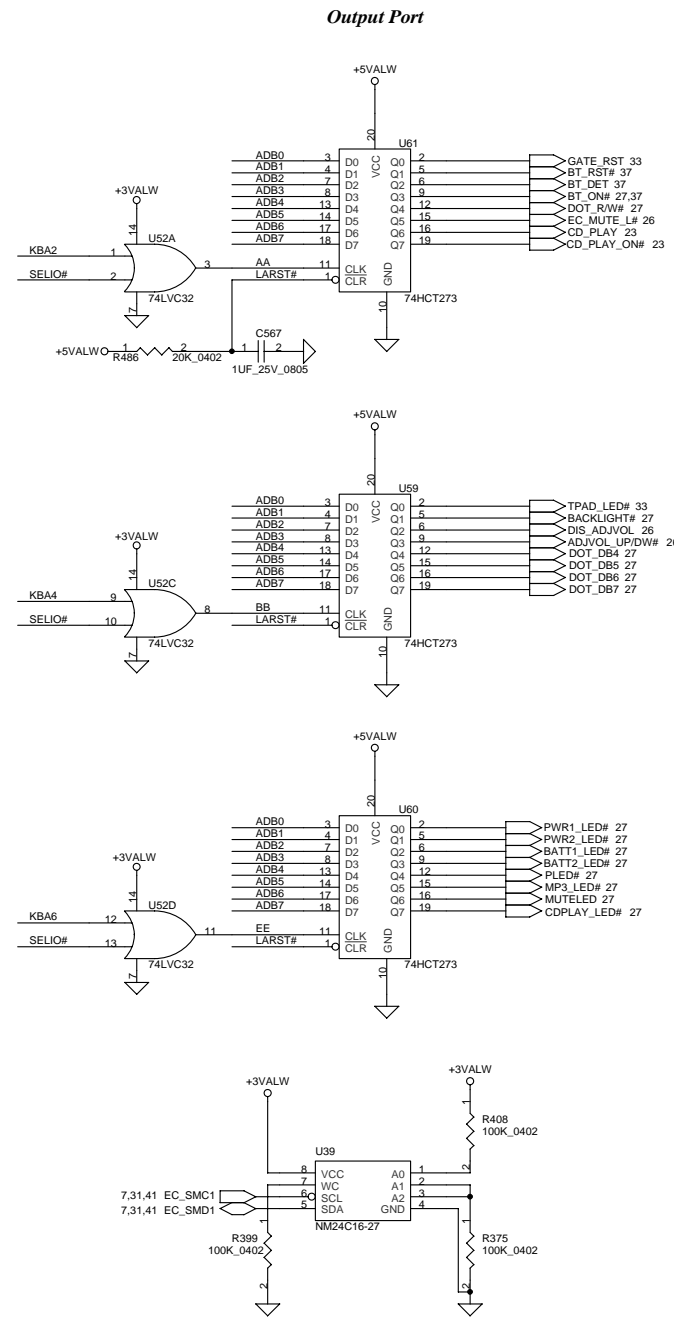 Output Port
+5VALW
20
U61
ADB0 3 D0 VCC Q0 2 GATE_RST 33
ADB1 4 D1 Q1 5 BT_RST# 37
ADB2 7 D2 Q2 6 BT_DET 37
ADB3 8 D3 Q3 9 BT_ON# 27,37
ADB4 13 D4 Q4 12 DOT_R/W# 27
ADB5 14 D5 Q5 15 EC_MUTE_L# 26
ADB6 17 D6 Q6 16 CD_PLAY 23
ADB7 18 D7 Q7 19 CD_PLAY_ON# 23
+3VALW
14
U52A
KBA2 1
SELIO# 2
3 AA 11 CLK
LARST# 1 CLR GND
7 74LVC32
10 74HCT273
+5VALW 1 2 1 C567 2
R486 20K_0402
1UF_25V_0805
+5VALW
20
U59
ADB0 3 D0 VCC Q0 2 TPAD_LED# 33
ADB1 4 D1 Q1 5 BACKLIGHT# 27
ADB2 7 D2 Q2 6 DIS_ADJVOL 26
ADB3 8 D3 Q3 9 ADJVOL_UP/DW# 26
ADB4 13 D4 Q4 12 DOT_DB4 27
ADB5 14 D5 Q5 15 DOT_DB5 27
ADB6 17 D6 Q6 16 DOT_DB6 27
ADB7 18 D7 Q7 19 DOT_DB7 27
+3VALW
14
U52C
KBA4 9
SELIO# 10
8 BB 11 CLK
LARST# 1 CLR GND
7 74LVC32
10 74HCT273
+5VALW
20
U60
ADB0 3 D0 VCC Q0 2 PWR1_LED# 27
ADB1 4 D1 Q1 5 PWR2_LED# 27
ADB2 7 D2 Q2 6 BATT1_LED# 27
ADB3 8 D3 Q3 9 BATT2_LED# 27
ADB4 13 D4 Q4 12 PLED# 27
ADB5 14 D5 Q5 15 MP3_LED# 27
ADB6 17 D6 Q6 16 MUTELED 27
ADB7 18 D7 Q7 19 CDPLAY_LED# 27
+3VALW
14
U52D
KBA6 12
SELIO# 13
11 EE 11 CLK
LARST# 1 CLR GND
7 74LVC32
10 74HCT273
+3VALW
+3VALW
1
R408
100K_0402
2
U39
8 VCC A0 1
7 WC A1 2
7,31,41 EC_SMC1 6 SCL A2 3
7,31,41 EC_SMD1 5 SDA GND 4
NM24C16-27
1
R399
100K_0402
2
1
R375
100K_0402
2